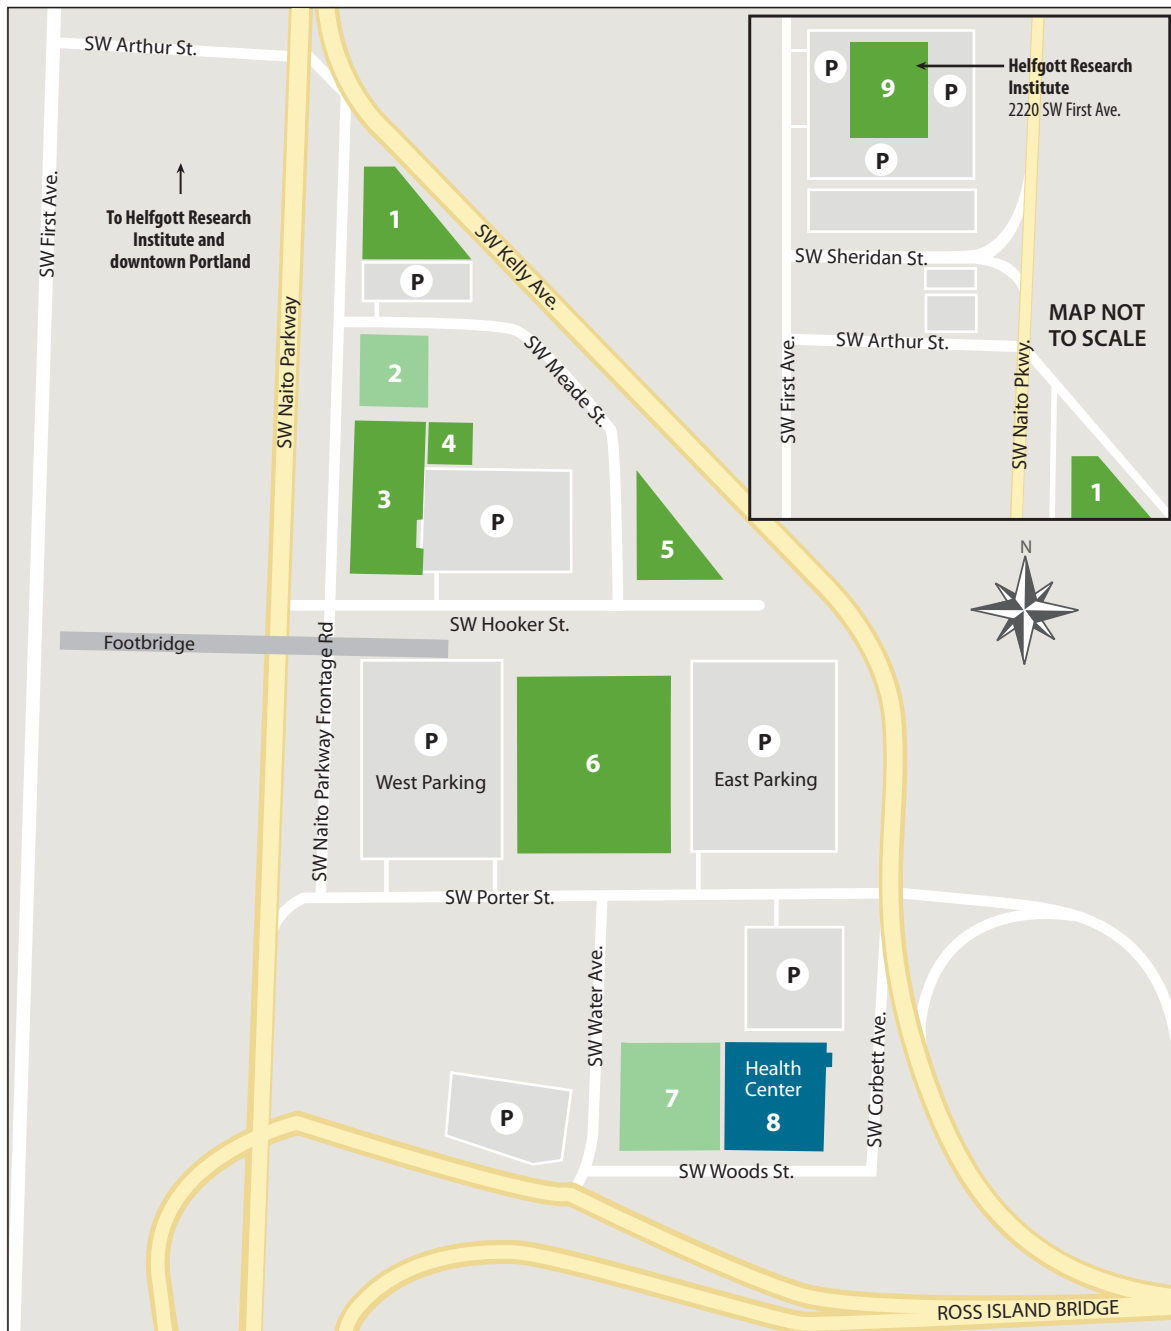 SW Arthur St.
SW First Ave.
To Helfgott Research
Institute and
downtown Portland
SW Naito Parkway
1
P
SW Kelly Ave.
SW Meade St.
2
3
4
P
5
SW Hooker St.
Footbridge
SW Naito Parkway Frontage Rd
P
West Parking
6
P
East Parking
SW Porter St.
SW Water Ave.
P
SW Corbett Ave.
P
7
Health
Center
8
SW Woods St.
ROSS ISLAND BRIDGE
P
9
P
P
Helfgott Research
Institute
2220 SW First Ave.
SW Sheridan St.
MAP NOT
TO SCALE
SW Arthur St.
SW First Ave.
SW Naito Pkwy.
1
N